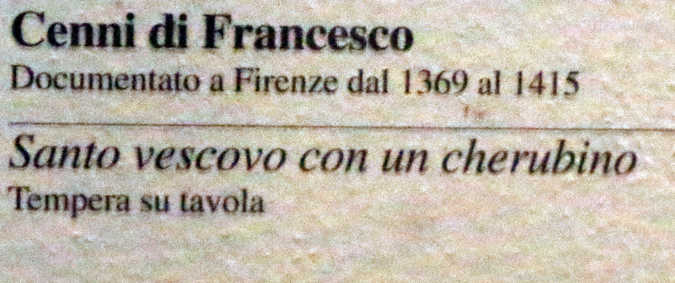 Cenni di Francesco
Documentato a Firenze dal 1369 al 1415
Santo vescovo con un cherubino
Tempera su tavola